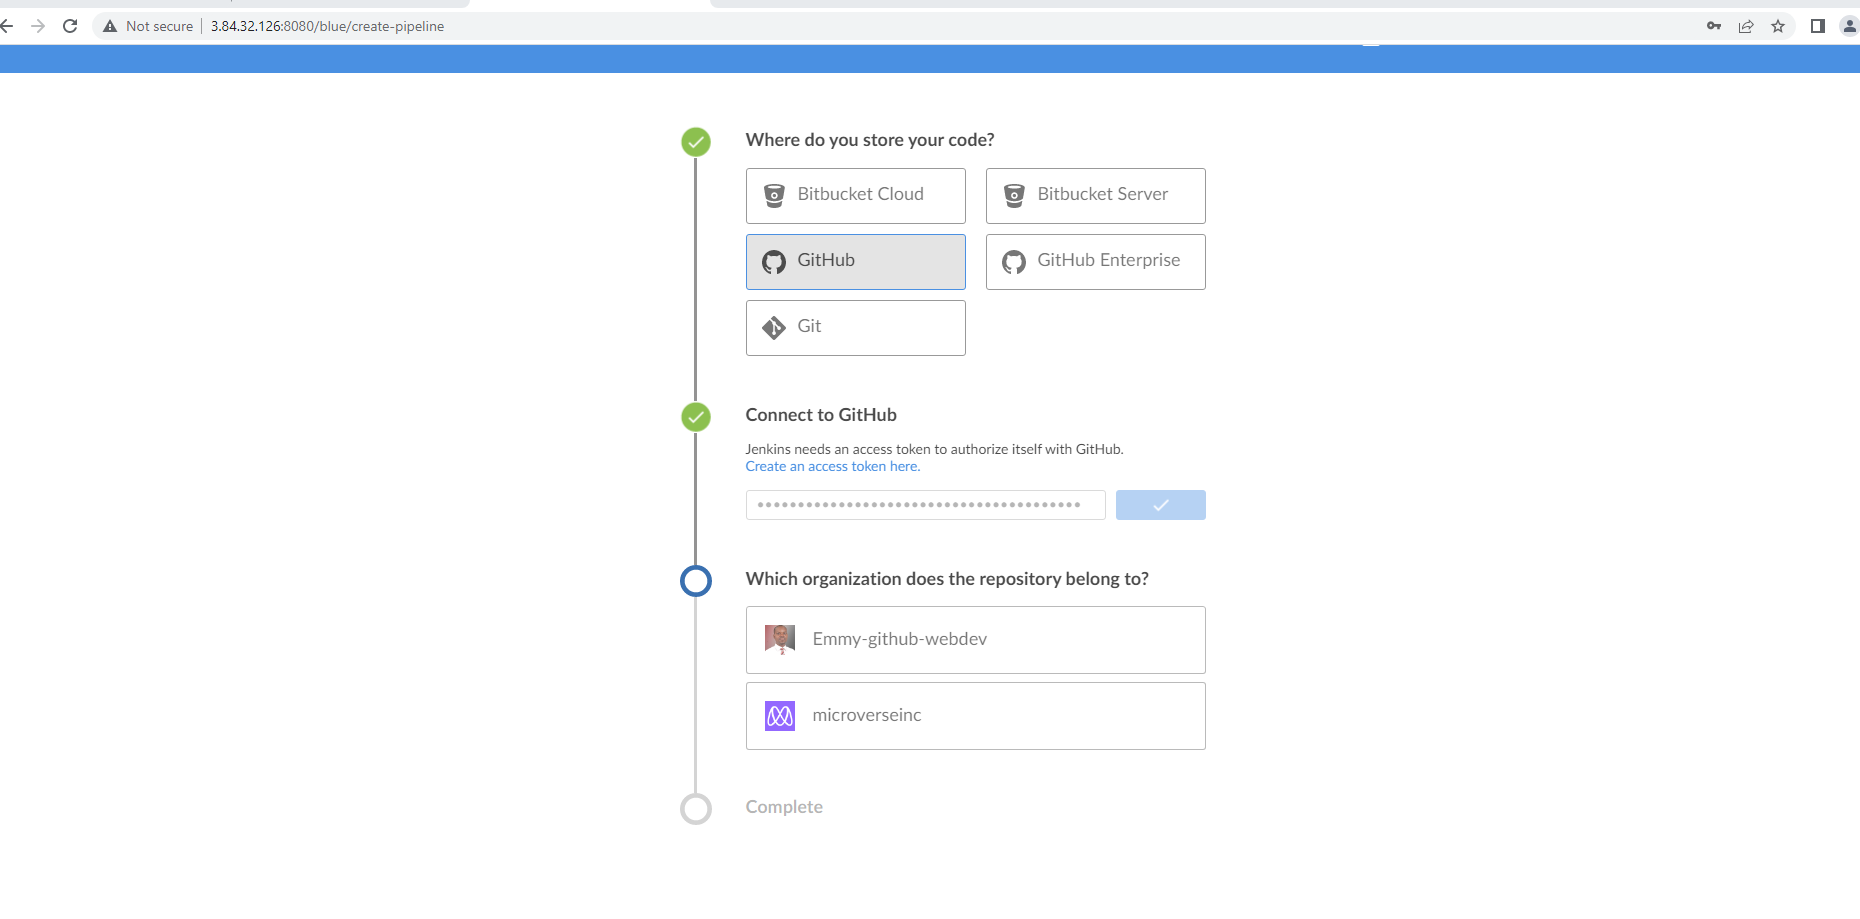 Not secure 3.84.32.126:8080/blue/create-pipeline
Where do you store your code?
Bitbucket Cloud
Bitbucket Server
GitHub
GitHub Enterprise
Git
Connect to GitHub
Jenkins needs an access token to authorize itself with GitHub.
Create an access token here.
Which organization does the repository belong to?
Emmy-github-webdev
microverseinc
Complete